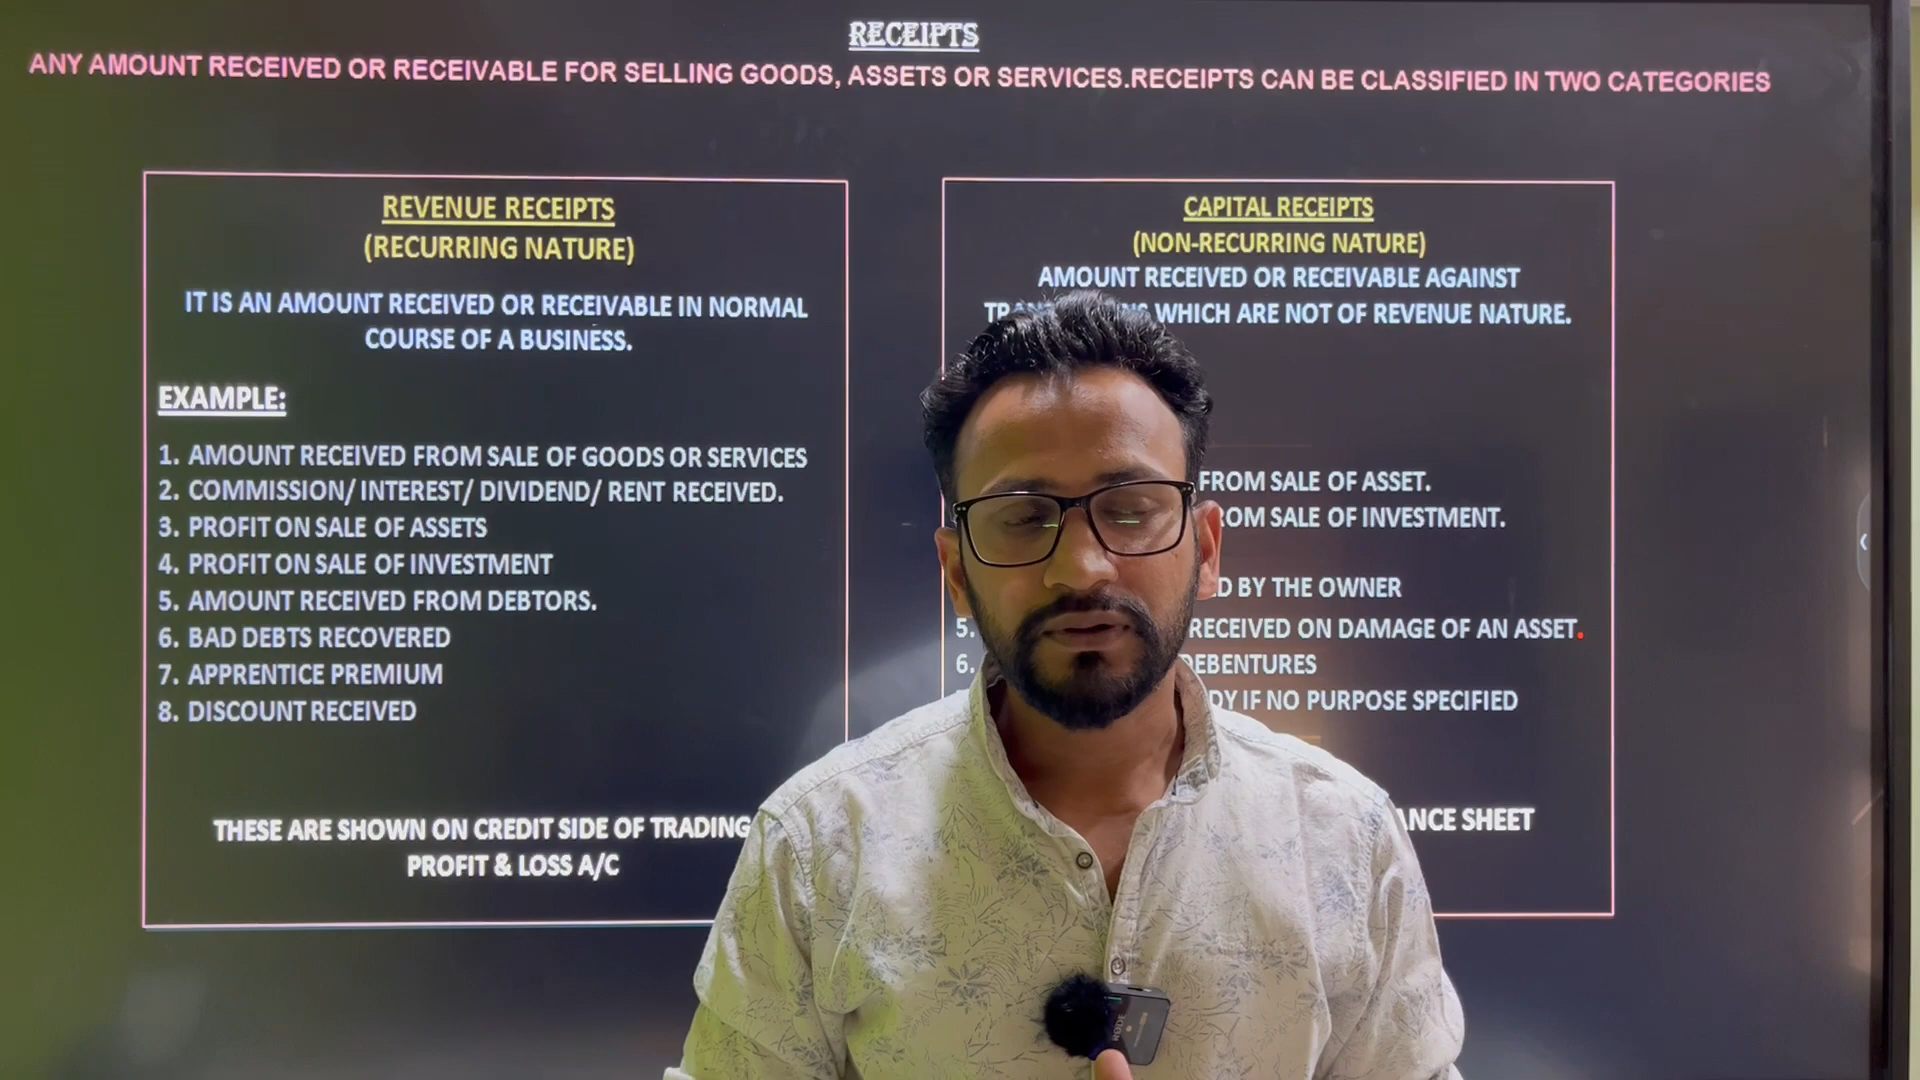 RECEIPTS
ANY AMOUNT RECEIVED OR RECEIVABLE FOR SELLING GOODS, ASSETS OR SERVICES.RECEIPTS CAN BE CLASSIFIED IN TWO CATEGORIES
REVENUE RECEIPTS
(RECURRING NATURE)
IT IS AN AMOUNT RECEIVED OR RECEIVABLE IN NORMAL
COURSE OF A BUSINESS.
EXAMPLE:
1. AMOUNT RECEIVED FROM SALE OF GOODS OR SERVICES
2. COMMISSION/ INTEREST/ DIVIDEND/ RENT RECEIVED.
3. PROFIT ON SALE OF ASSETS
4. PROFIT ON SALE OF INVESTMENT
5. AMOUNT RECEIVED FROM DEBTORS.
6. BAD DEBTS RECOVERED
7. APPRENTICE PREMIUM
8. DISCOUNT RECEIVED
THESE ARE SHOWN ON CREDIT SIDE OF TRADING
PROFIT & LOSS A/C
CAPITAL RECEIPTS
(NON-RECURRING NATURE)
AMOUNT RECEIVED OR RECEIVABLE AGAINST
WHICH ARE NOT OF REVENUE NATURE.
FROM SALE OF ASSET.
FROM SALE OF INVESTMENT.
BY THE OWNER
5. RECEIVED ON DAMAGE OF AN ASSET.
6. DEBENTURES
IF NO PURPOSE SPECIFIED
SHEET
RØDE